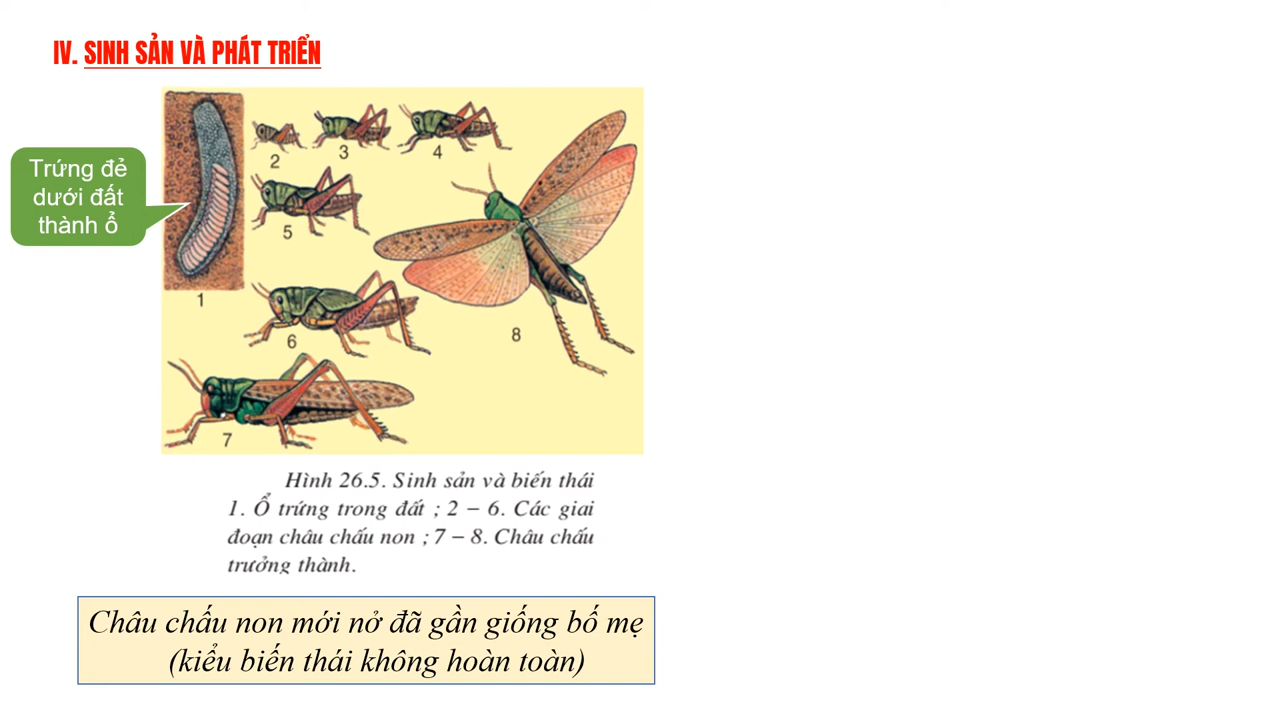 IV. SINH SẢN VÀ PHÁT TRIỂN
Trứng đẻ
dưới đất
thành ổ
1
2
3
4
5
6
7
8
Hình 26.5. Sinh sản và biến thái
1. Ổ trứng trong đất ; 2 – 6. Các giai
đoạn châu chấu non ; 7 – 8. Châu chấu
trưởng thành.
Châu chấu non mới nở đã gần giống bố mẹ
(kiểu biến thái không hoàn toàn)